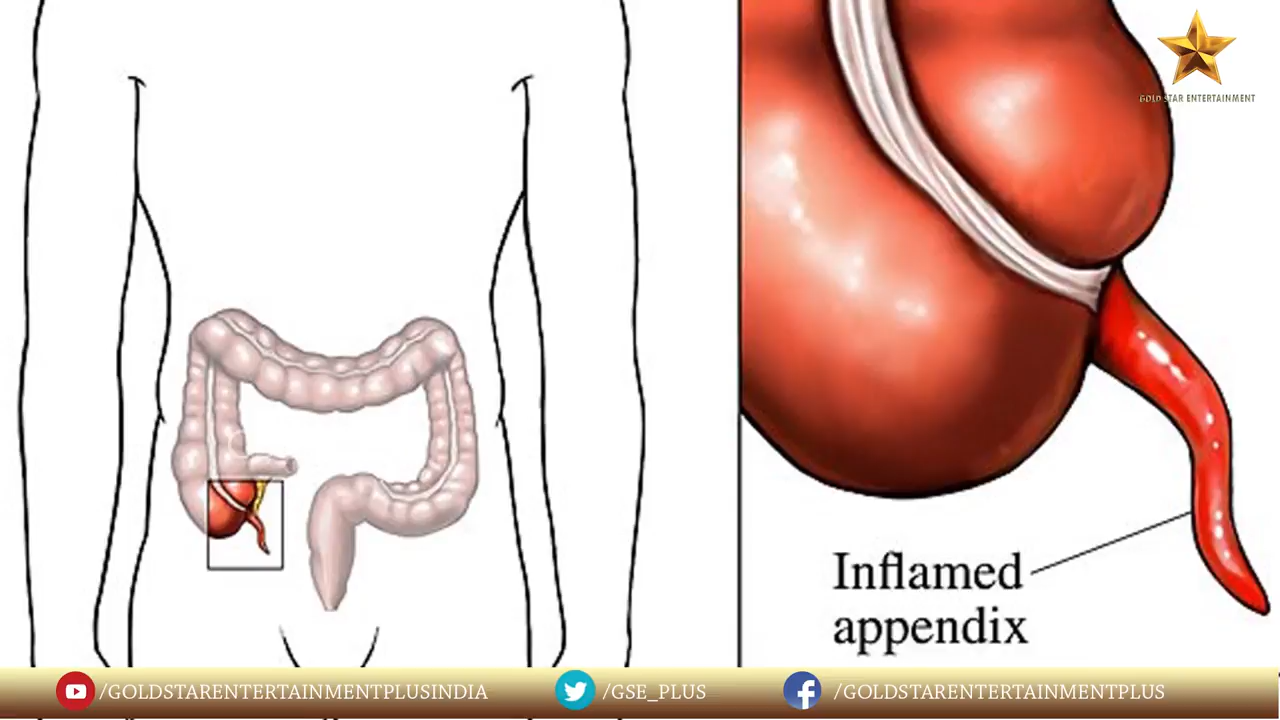 GOLD STAR ENTERTAINMENT
Inflamed
appendix
/GOLDSTARENTERTAINMENTPLUSINDIA
/GSE_PLUS
/GOLDSTARENTERTAINMENTPLUS